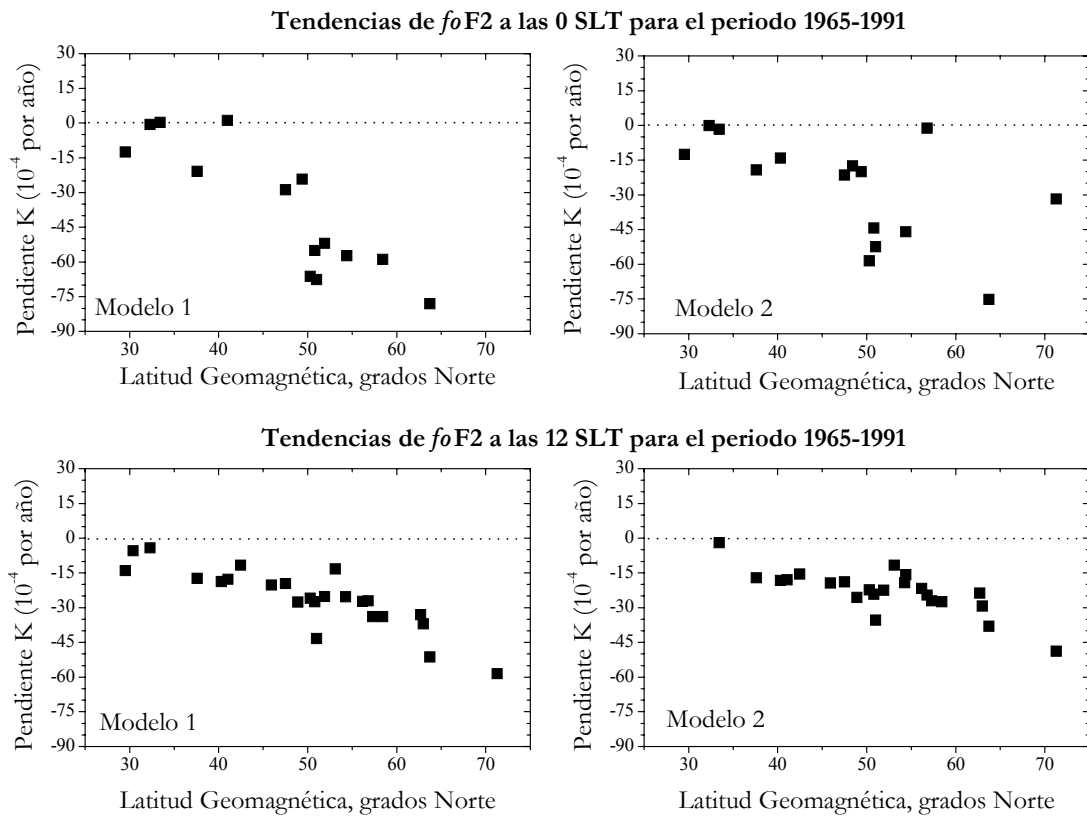 Tendencias de foF2 a las 0 SLT para el periodo 1965-1991
30
15
0
-15
-30
-45
-60
-75
-90
Pendiente K (10⁻⁴ por año)
Modelo 1
30 40 50 60 70
Latitud Geomagnética, grados Norte
30
15
0
-15
-30
-45
-60
-75
-90
Pendiente K (10⁻⁴ por año)
Modelo 2
30 40 50 60 70
Latitud Geomagnética, grados Norte
Tendencias de foF2 a las 12 SLT para el periodo 1965-1991
30
15
0
-15
-30
-45
-60
-75
-90
Pendiente K (10⁻⁴ por año)
Modelo 1
30 40 50 60 70
Latitud Geomagnética, grados Norte
30
15
0
-15
-30
-45
-60
-75
-90
Pendiente K (10⁻⁴ por año)
Modelo 2
30 40 50 60 70
Latitud Geomagnética, grados Norte